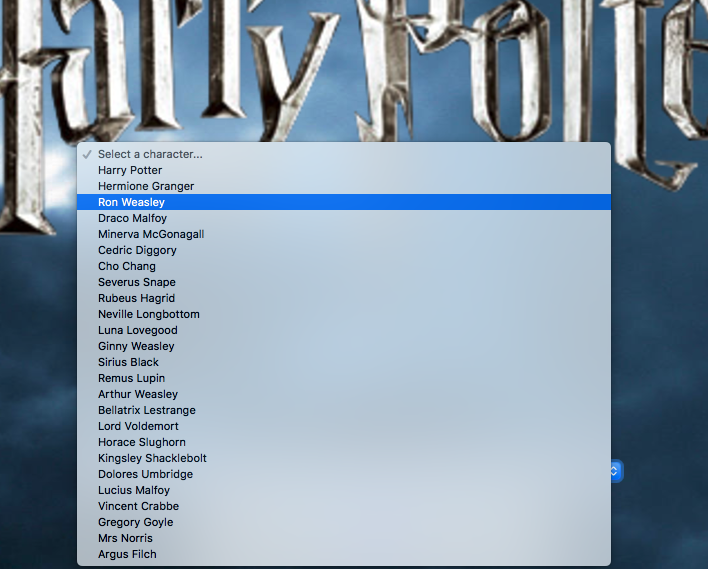 Harry Potte
✓ Select a character...
Harry Potter
Hermione Granger
Ron Weasley
Draco Malfoy
Minerva McGonagall
Cedric Diggory
Cho Chang
Severus Snape
Rubeus Hagrid
Neville Longbottom
Luna Lovegood
Ginny Weasley
Sirius Black
Remus Lupin
Arthur Weasley
Bellatrix Lestrange
Lord Voldemort
Horace Slughorn
Kingsley Shacklebolt
Dolores Umbridge
Lucius Malfoy
Vincent Crabbe
Gregory Goyle
Mrs Norris
Argus Filch